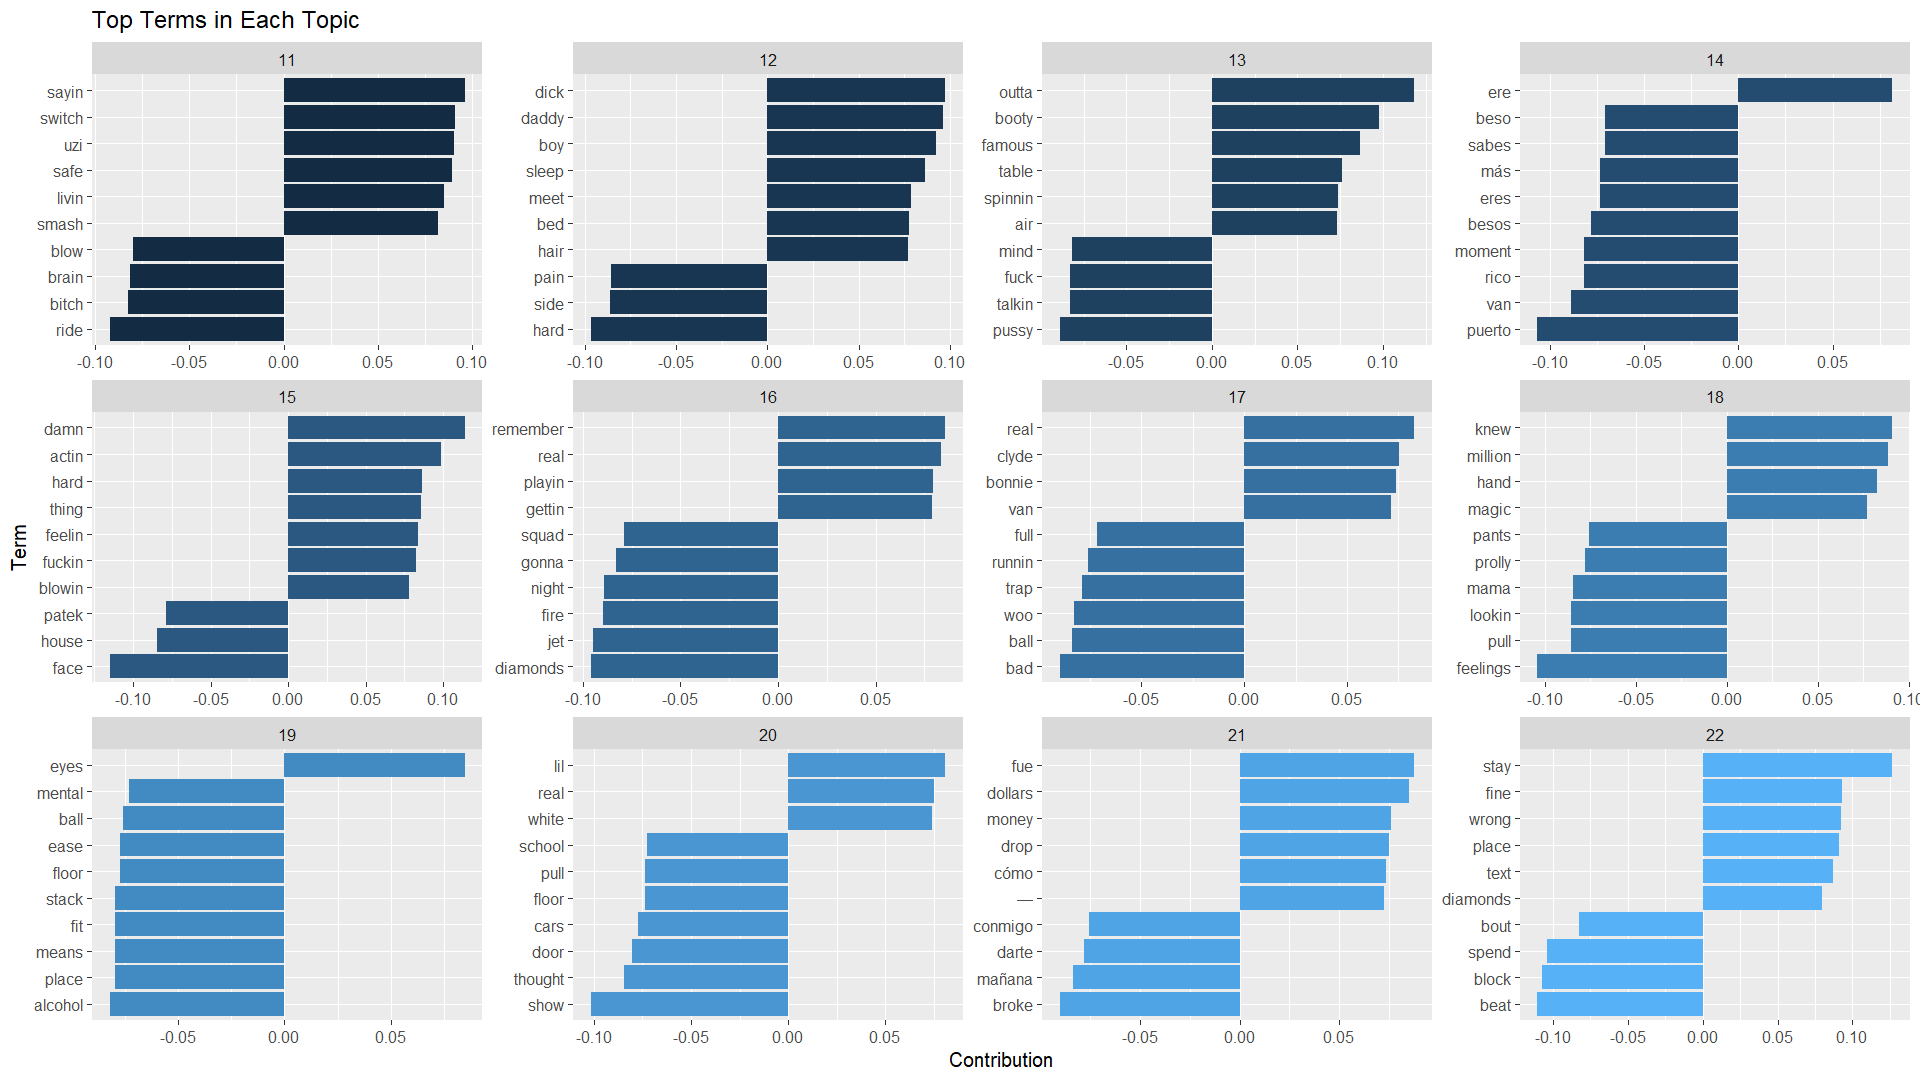 Top Terms in Each Topic
11
sayin
switch
uzi
safe
livin
smash
blow
brain
bitch
ride
-0.10 -0.05 0.00 0.05 0.10
12
dick
daddy
boy
sleep
meet
bed
hair
pain
side
hard
-0.10 -0.05 0.00 0.05 0.10
13
outta
booty
famous
table
spinnin
air
mind
fuck
talkin
pussy
-0.05 0.00 0.05 0.10
14
ere
beso
sabes
más
eres
besos
moment
rico
van
puerto
-0.10 -0.05 0.00 0.05
15
damn
actin
hard
thing
feelin
fuckin
blowin
patek
house
face
-0.10 -0.05 0.00 0.05 0.10
16
remember
real
playin
gettin
squad
gonna
night
fire
jet
diamonds
-0.10 -0.05 0.00 0.05
17
real
clyde
bonnie
van
full
runnin
trap
woo
ball
bad
-0.05 0.00 0.05
18
knew
million
hand
magic
pants
prolly
mama
lookin
pull
feelings
-0.10 -0.05 0.00 0.05 0.10
19
eyes
mental
ball
ease
floor
stack
fit
means
place
alcohol
-0.05 0.00 0.05
20
lil
real
white
school
pull
floor
cars
door
thought
show
-0.10 -0.05 0.00 0.05
21
fue
dollars
money
drop
cómo
—
conmigo
darte
mañana
broke
-0.05 0.00 0.05
22
stay
fine
wrong
place
text
diamonds
bout
spend
block
beat
-0.10 -0.05 0.00 0.05 0.10
Term
Contribution